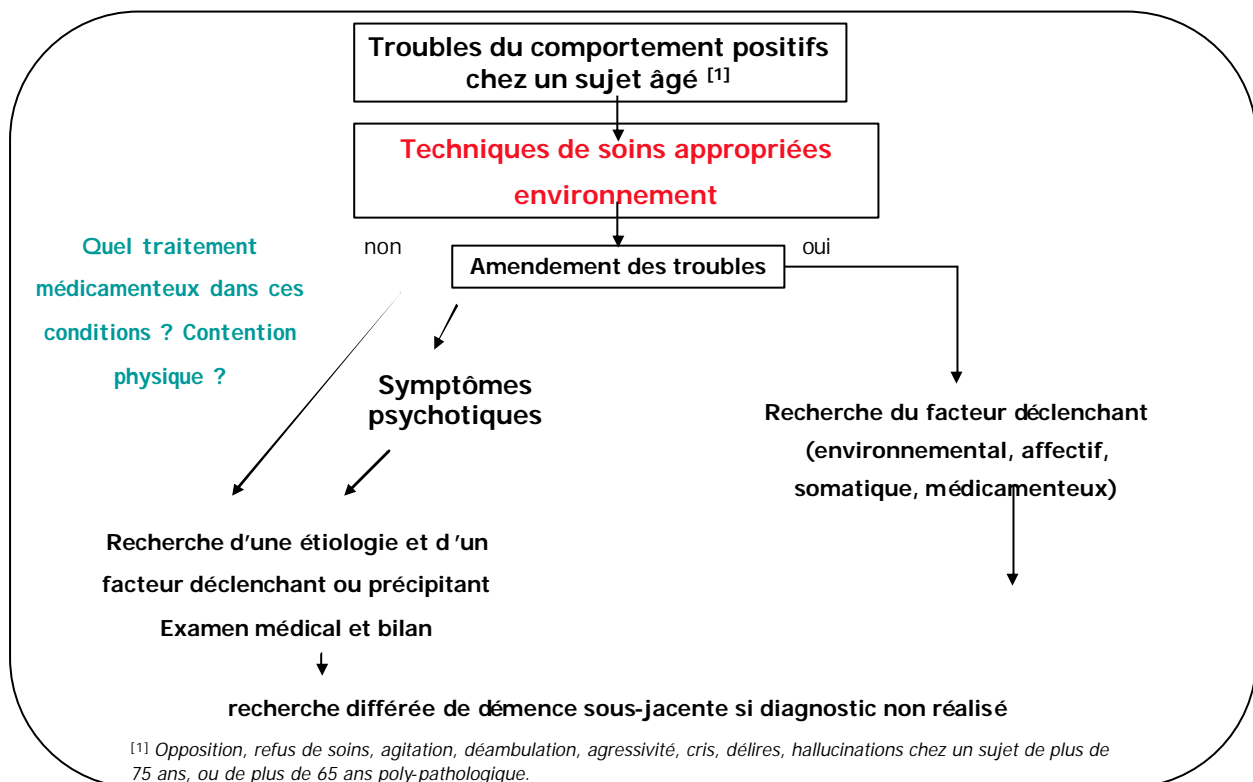 Troubles du comportement positifs
chez un sujet âgé [1]
Techniques de soins appropriées
environnement
Quel traitement
médicamenteux dans ces
conditions ? Contention
physique ?
non
Amendement des troubles
oui
Symptômes
psychotiques
Recherche du facteur déclenchant
(environnemental, affectif,
somatique, médicamenteux)
Recherche d'une étiologie et d 'un
facteur déclenchant ou précipitant
Examen médical et bilan
recherche différée de démence sous-jacente si diagnostic non réalisé
[1] Opposition, refus de soins, agitation, déambulation, agressivité, cris, délires, hallucinations chez un sujet de plus de
75 ans, ou de plus de 65 ans poly-pathologique.